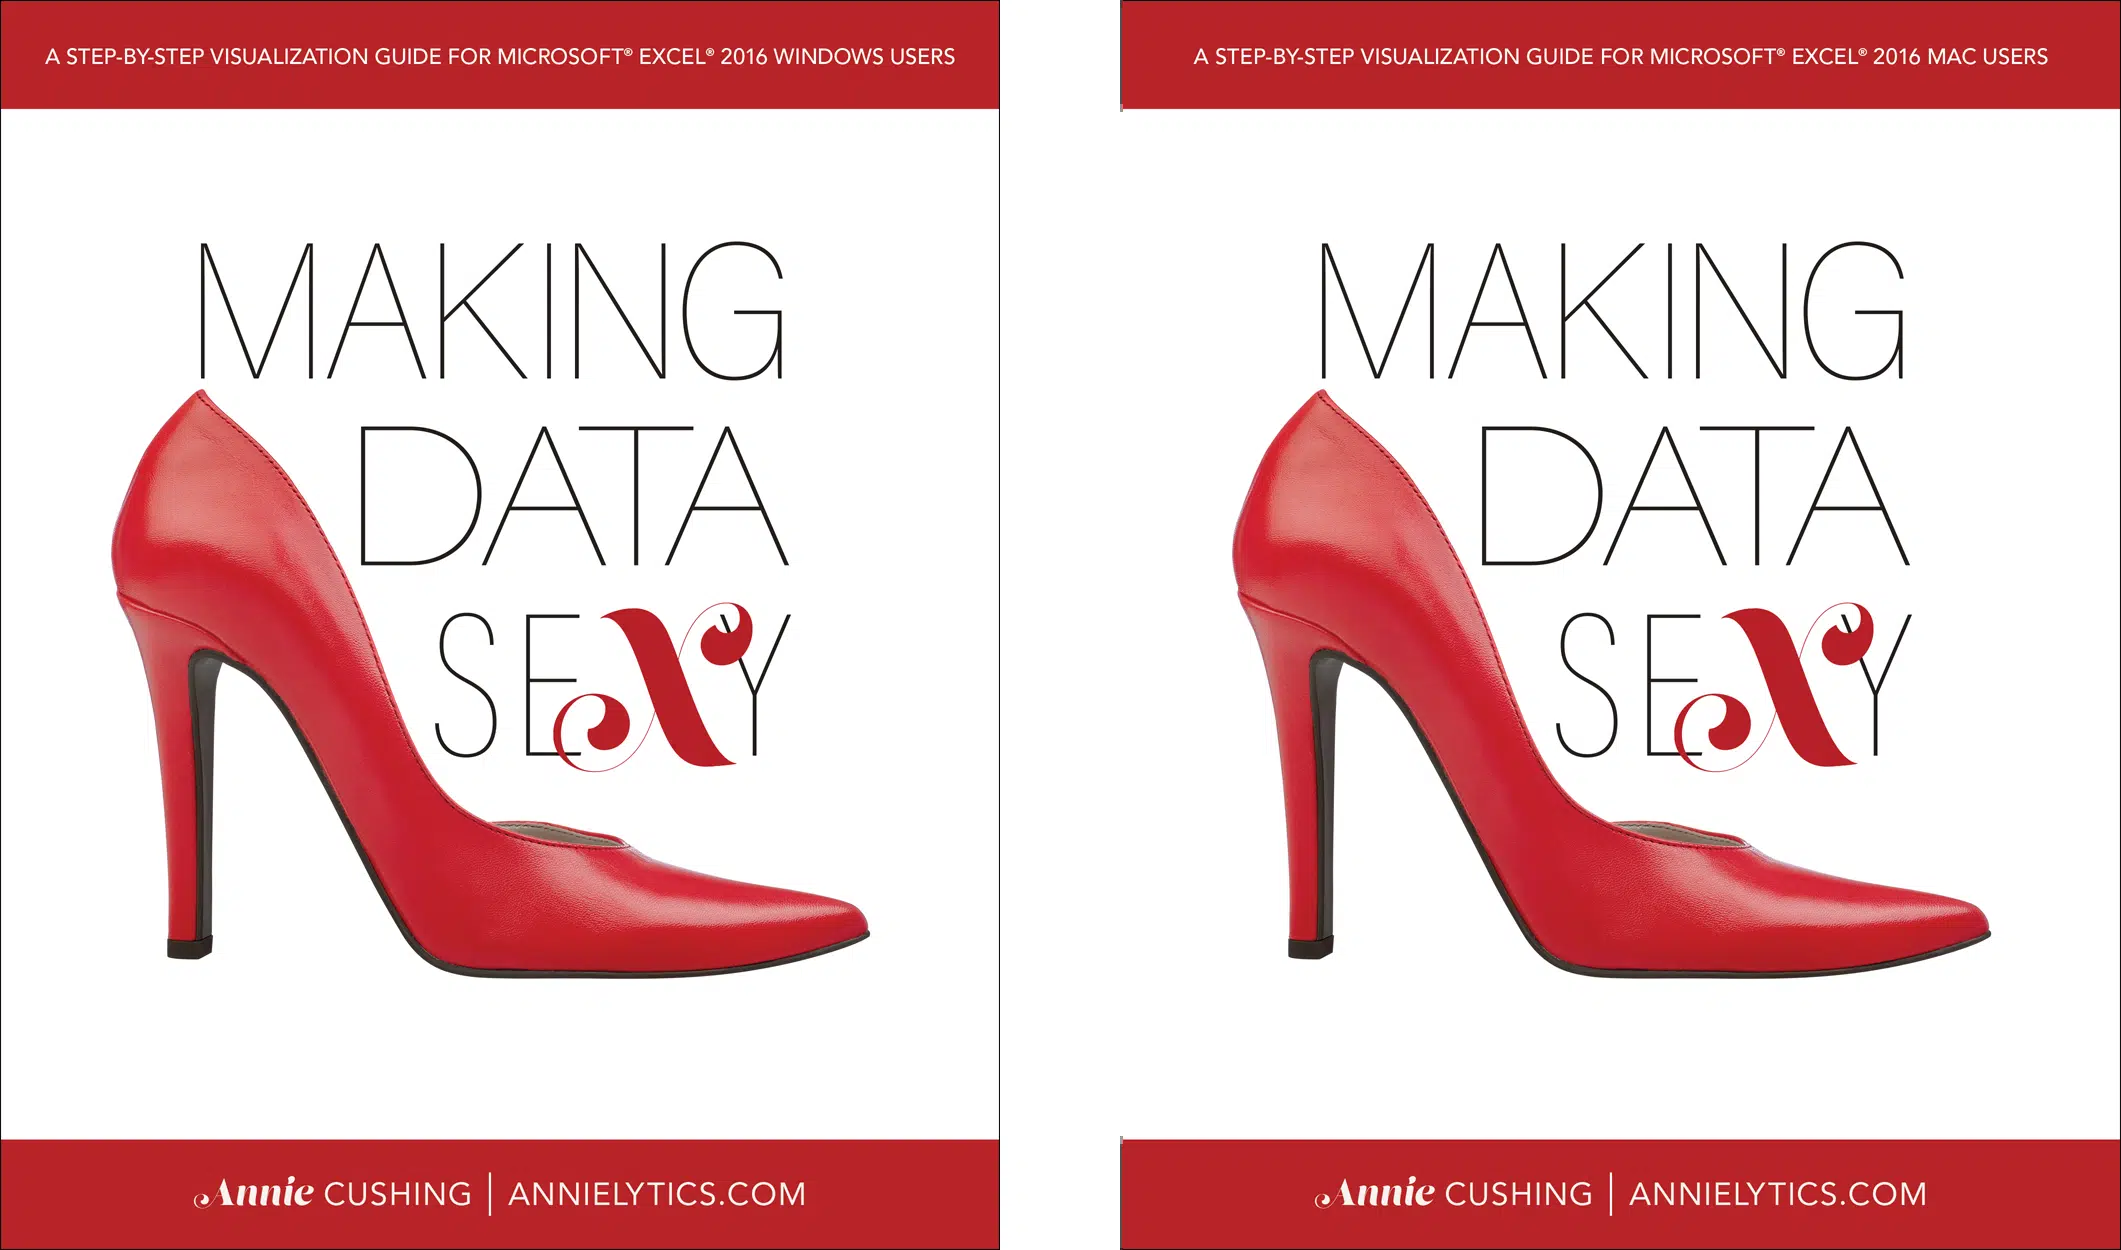 A STEP-BY-STEP VISUALIZATION GUIDE FOR MICROSOFT® EXCEL® 2016 WINDOWS USERS
MAKING
DATA
SEXY
Annie CUSHING | ANNIELYTICS.COM
A STEP-BY-STEP VISUALIZATION GUIDE FOR MICROSOFT® EXCEL® 2016 MAC USERS
MAKING
DATA
SEXY
Annie CUSHING | ANNIELYTICS.COM